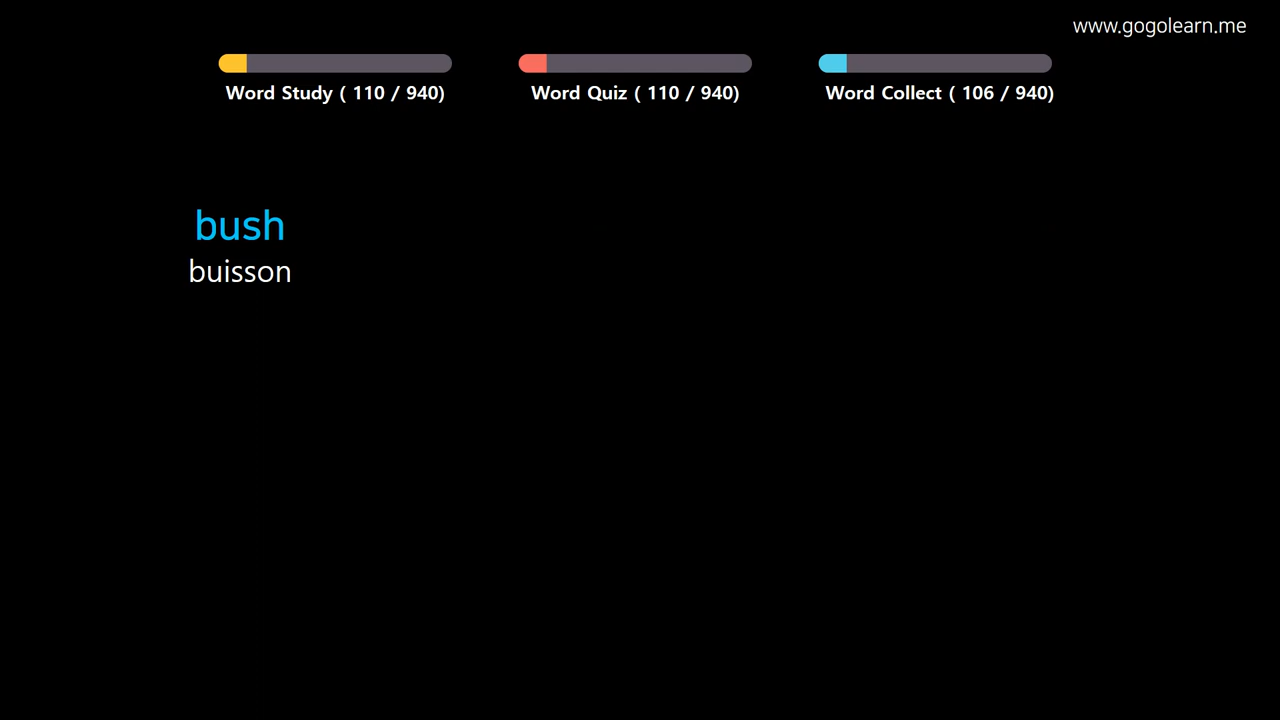 www.gogolearn.me
Word Study ( 110 / 940)
Word Quiz ( 110 / 940)
Word Collect ( 106 / 940)
bush
buisson